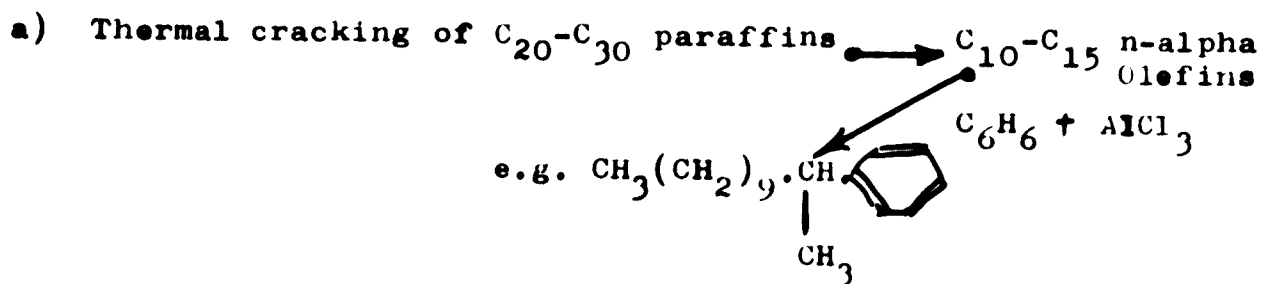 a) Thermal cracking of C20-C30 paraffins C10-C15 n-alpha
Olefins
C6H6 + AlCl3
e.g. CH3(CH2)9.CH.
CH3